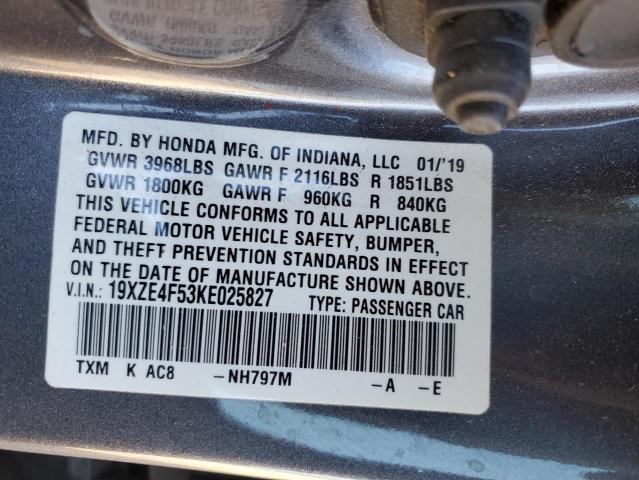 GVWR 1800KG
MFD. BY HONDA MFG. OF INDIANA, LLC 01/'19
GVWR 3968LBS GAWR F 2116LBS R 1851LBS
GVWR 1800KG GAWR F 960KG R 840KG
THIS VEHICLE CONFORMS TO ALL APPLICABLE
FEDERAL MOTOR VEHICLE SAFETY, BUMPER,
AND THEFT PREVENTION STANDARDS IN EFFECT
ON THE DATE OF MANUFACTURE SHOWN ABOVE.
V.I.N.: 19XZE4F53KE025827 TYPE: PASSENGER CAR
TXM K AC8 -NH797M -A -E